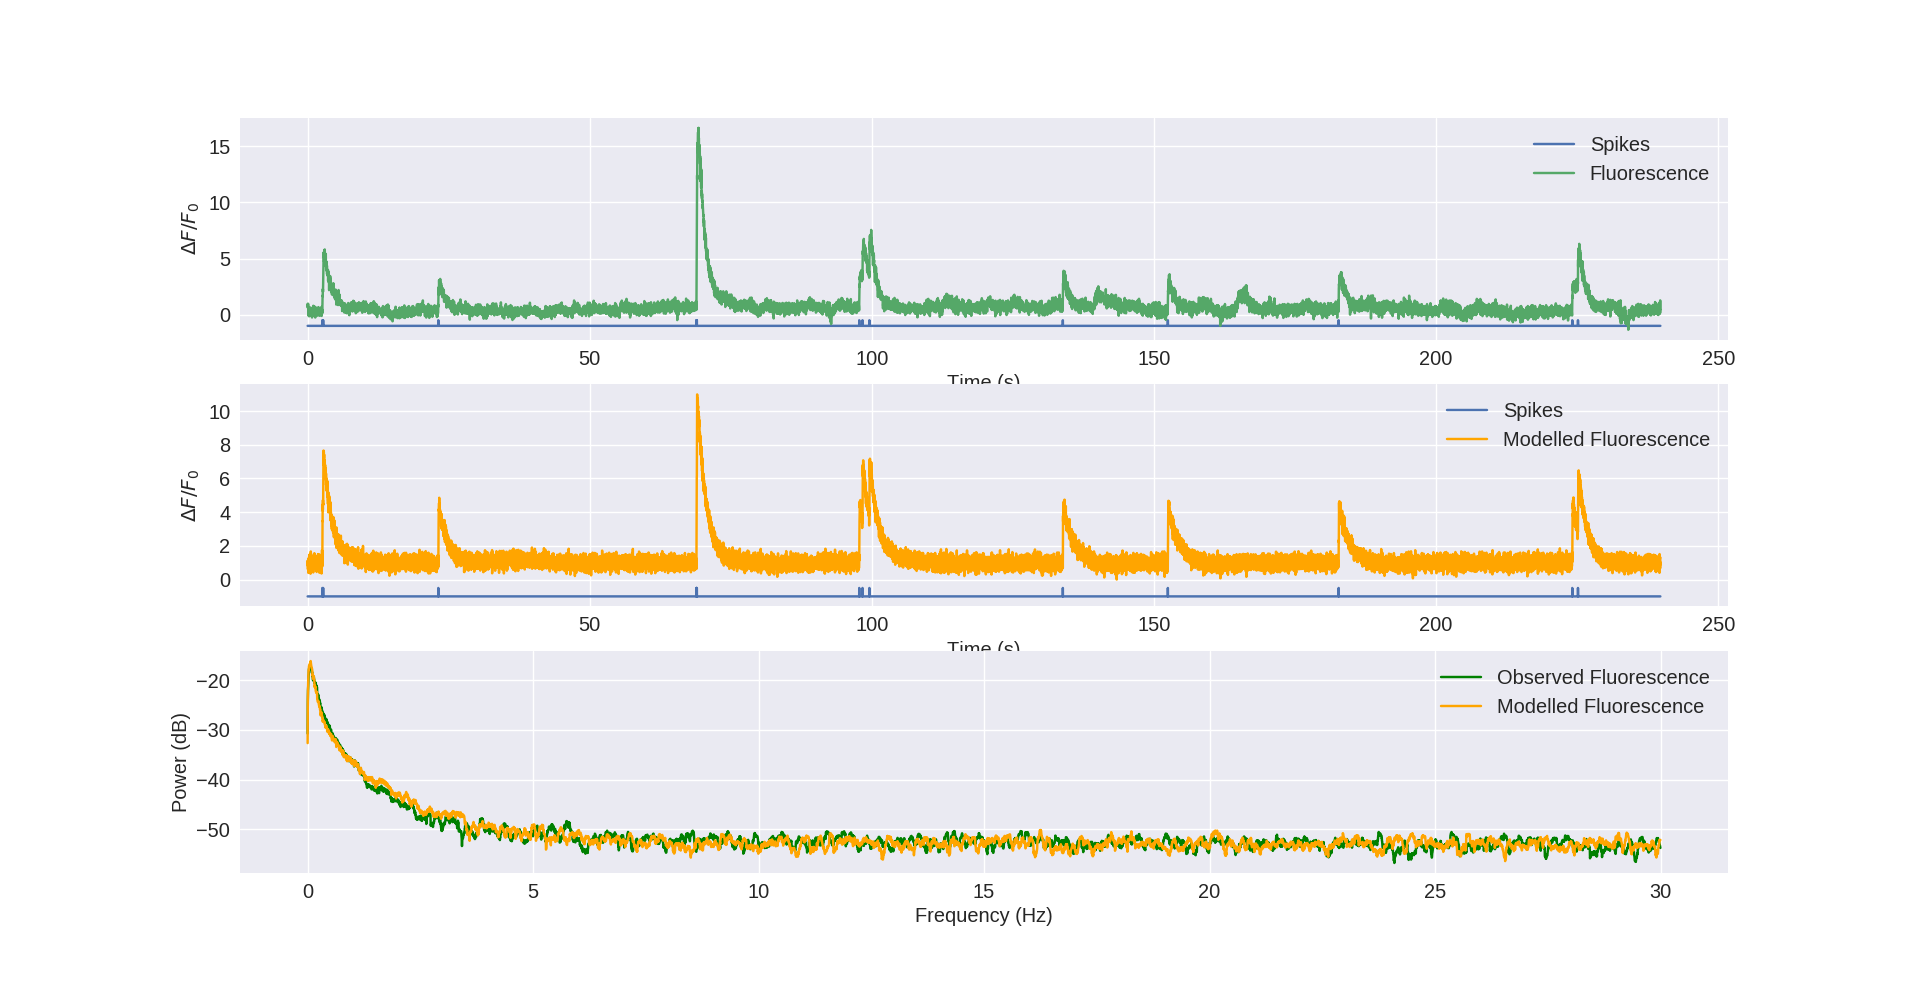 Spikes
Fluorescence
ΔF/F₀
15
10
5
0
0 50 100 150 200 250
Time (s)
Spikes
Modelled Fluorescence
ΔF/F₀
10
8
6
4
2
0
0 50 100 150 200 250
Time (s)
Observed Fluorescence
Modelled Fluorescence
Power (dB)
−20
−30
−40
−50
0 5 10 15 20 25 30
Frequency (Hz)